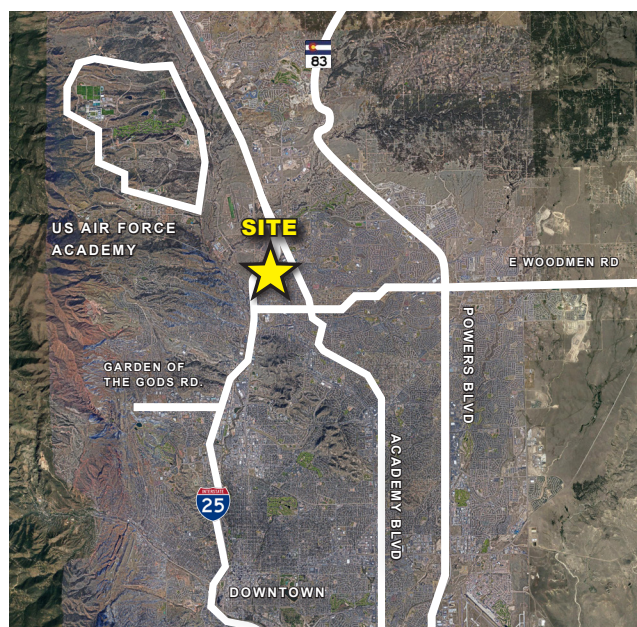 83
US AIR FORCE
ACADEMY
SITE
E WOODMEN RD
POWERS BLVD
GARDEN OF
THE GODS RD.
ACADEMY BLVD
INTERSTATE
25
DOWNTOWN